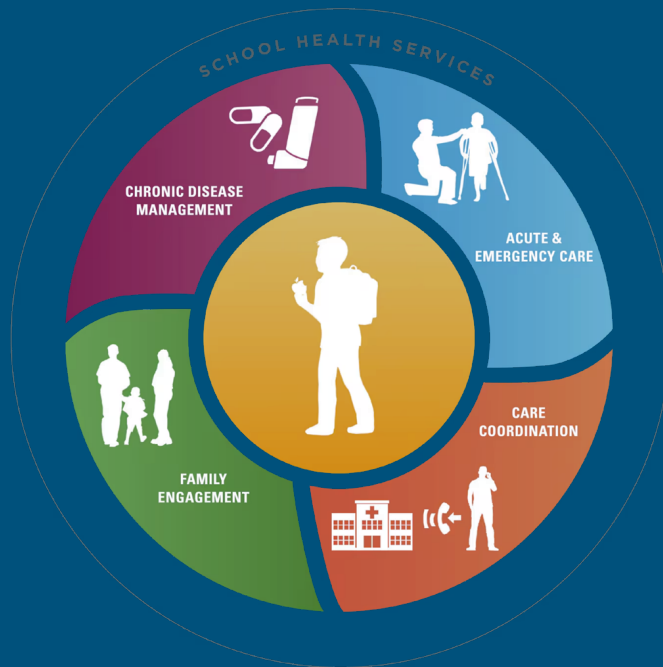 SCHOOL HEALTH SERVICES
CHRONIC DISEASE
MANAGEMENT
ACUTE &
EMERGENCY CARE
CARE
COORDINATION
FAMILY
ENGAGEMENT